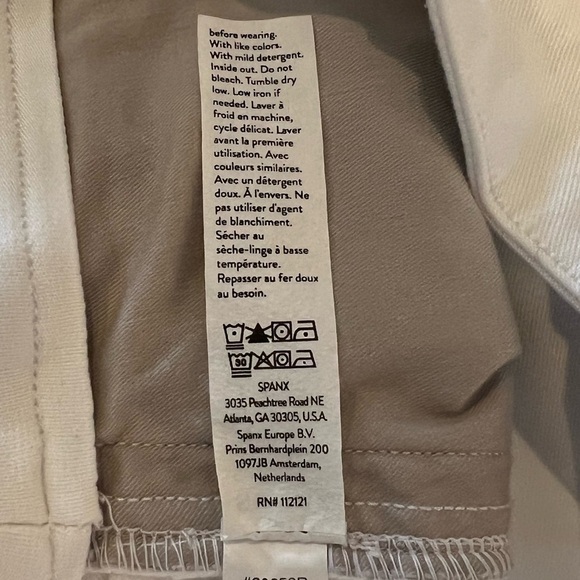 before wearing.
With like colors.
With mild detergent.
Inside out. Do not
bleach. Tumble dry
low. Low iron if
needed. Laver à
froid en machine,
cycle délicat. Laver
avant la première
utilisation. Avec
couleurs similaires.
Avec un détergent
doux. À l'envers. Ne
pas utiliser d'agent
de blanchiment.
Sécher au
sèche-linge à basse
température.
Repasser au fer doux
au besoin.
30
SPANX
3035 Peachtree Road NE
Atlanta, GA 30305, U.S.A.
Spanx Europe B.V.
Prins Bernhardplein 200
1097JB Amsterdam,
Netherlands
RN# 112121